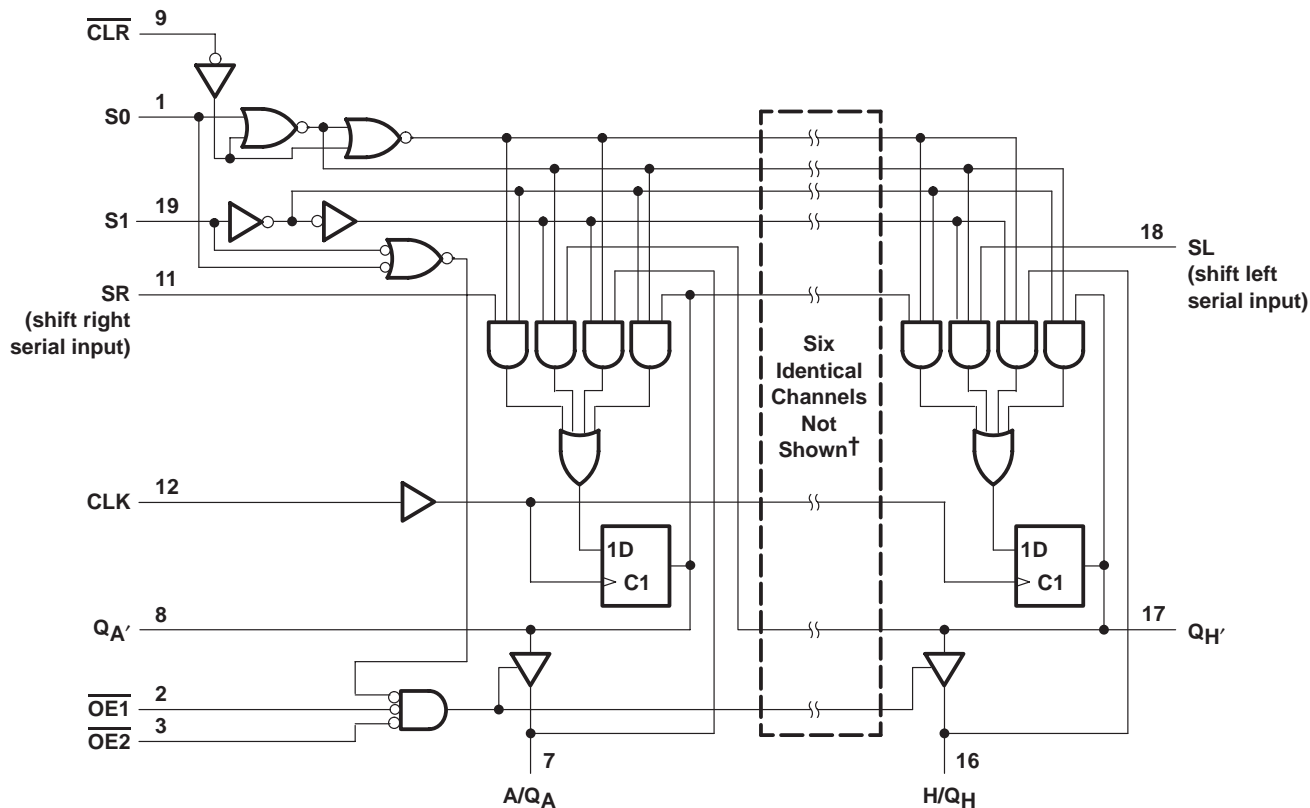 CLR
9
S0
1
S1
19
SR
(shift right
serial input)
11
18
SL
(shift left
serial input)
Six
Identical
Channels
Not
Shown†
CLK
12
1D
C1
1D
C1
QA′
8
17
QH′
OE1
2
OE2
3
7
A/QA
16
H/QH